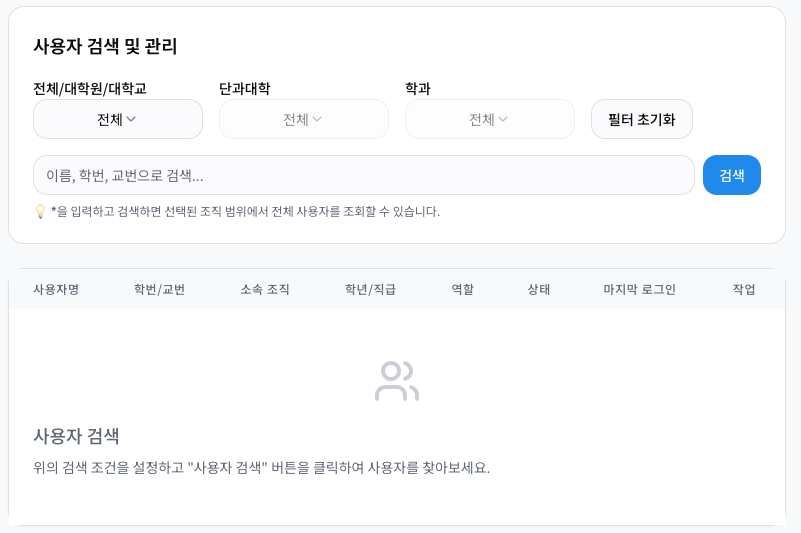 사용자 검색 및 관리
전체/대학원/대학교 단과대학 학과
전체 전체 전체 필터 초기화
이름, 학번, 교번으로 검색... 검색
💡 *을 입력하고 검색하면 선택된 조직 범위에서 전체 사용자를 조회할 수 있습니다.
사용자명 학번/교번 소속 조직 학년/직급 역할 상태 마지막 로그인 작업
사용자 검색
위의 검색 조건을 설정하고 "사용자 검색" 버튼을 클릭하여 사용자를 찾아보세요.